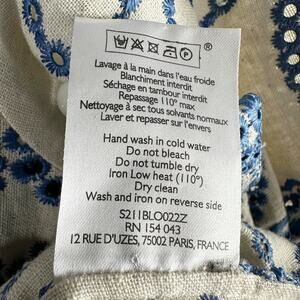 ®
Lavage à la main dans l'eau froide
Blanchiment interdit
Séchage en tambour interdit
Repassage 110° max
Nettoyage à sec tous solvants normaux
Laver et repasser sur l'envers
Hand wash in cold water
Do not bleach
Do not tumble dry
Iron Low heat (110°)
Dry clean
Wash and iron on reverse side
S211BLO022Z
RN 154 043
12 RUE D'UZES, 75002 PARIS, FRANCE